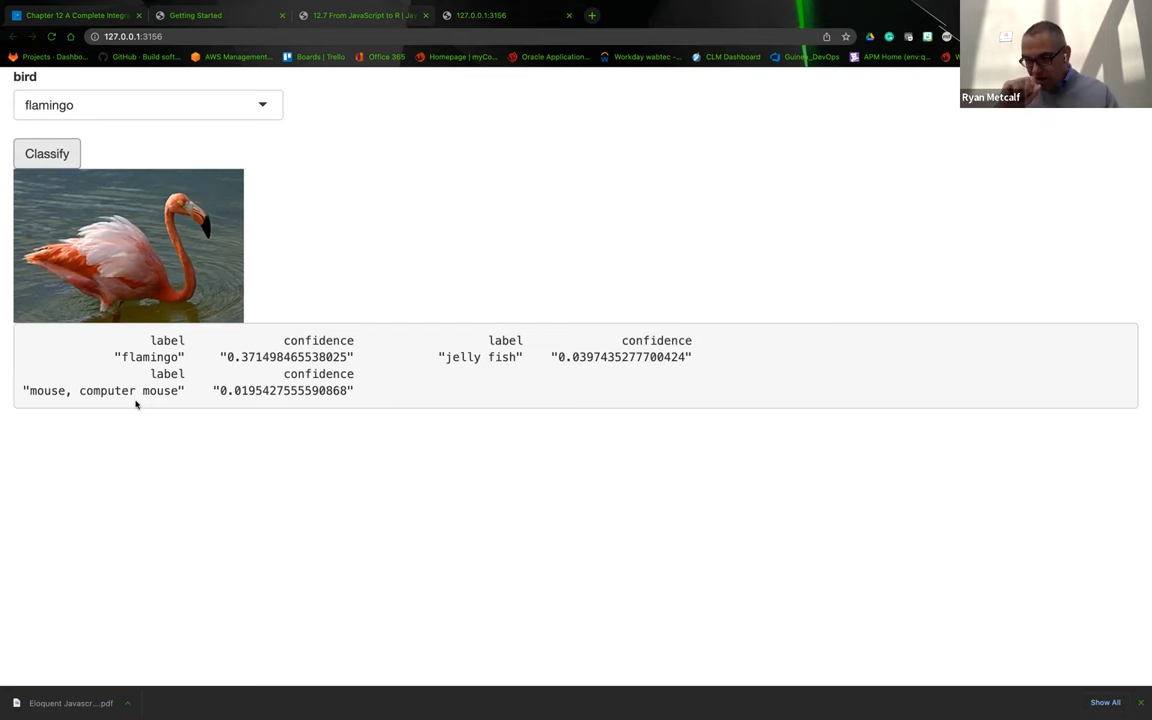 Chapter 12 A Complete Integra
Getting Started
12.7 From JavaScript to R | Jav
127.0.0.1:3156
127.0.0.1:3156
Projects · Dashbo...
GitHub · Build soft...
AWS Management...
Boards | Trello
Office 365
Homepage | myCo...
Oracle Application...
Workday wabtec -...
CLM Dashboard
Guinea_DevOps
APM Home (env:q...
Ryan Metcalf
bird
flamingo
Classify
label confidence label confidence
"flamingo" "0.371498465538025" "jelly fish" "0.0397435277700424"
label confidence
"mouse, computer mouse" "0.0195427555590868"
Eloquent Javascr....pdf
Show All